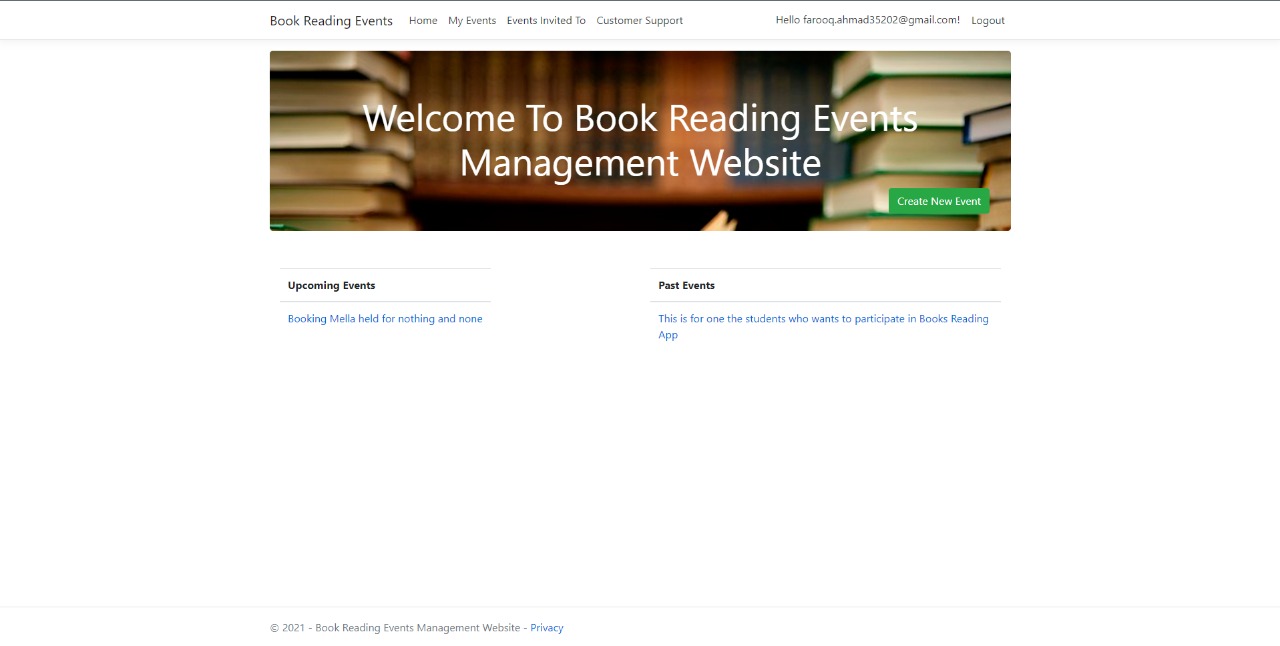 Book Reading Events Home My Events Events Invited To Customer Support Hello farooq.ahmad35202@gmail.com! Logout
Welcome To Book Reading Events
Management Website
Create New Event
Upcoming Events
Booking Mella held for nothing and none
Past Events
This is for one the students who wants to participate in Books Reading
App
© 2021 - Book Reading Events Management Website - Privacy